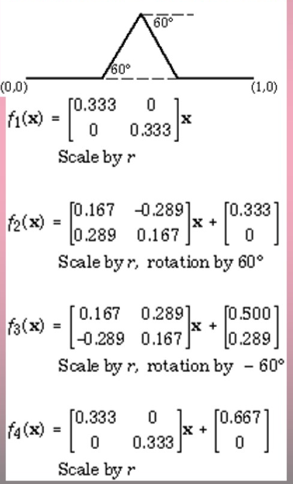 60°
60°
(0,0) (1,0)
f₁(x) = [0.333 0; 0 0.333] x
Scale by r
f₂(x) = [0.167 -0.289; 0.289 0.167] x + [0.333; 0]
Scale by r, rotation by 60°
f₃(x) = [0.167 0.289; -0.289 0.167] x + [0.500; 0.289]
Scale by r, rotation by - 60°
f₄(x) = [0.333 0; 0 0.333] x + [0.667; 0]
Scale by r